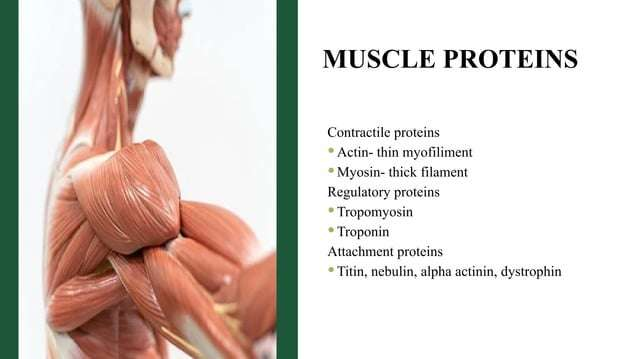 MUSCLE PROTEINS
Contractile proteins
• Actin- thin myofiliment
• Myosin- thick filament
Regulatory proteins
• Tropomyosin
• Troponin
Attachment proteins
• Titin, nebulin, alpha actinin, dystrophin